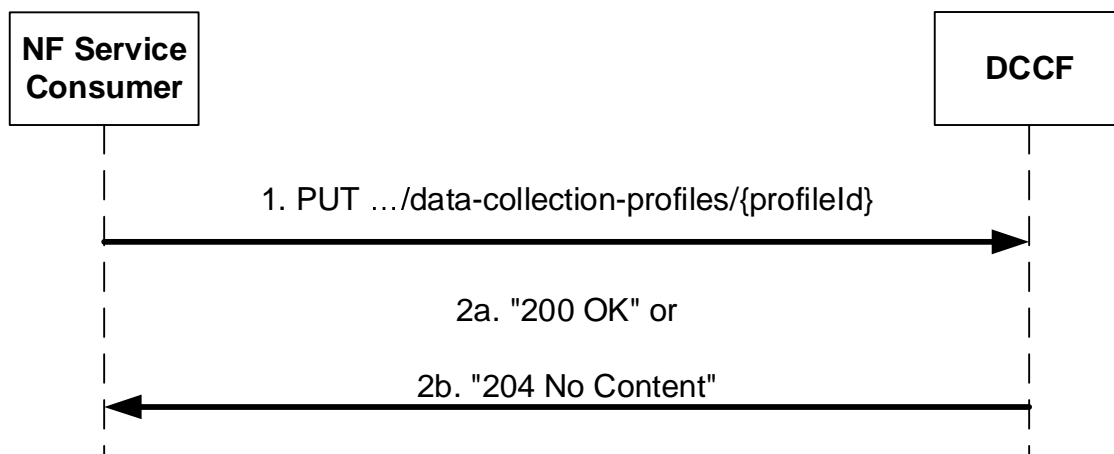 NF Service
Consumer
DCCF
1. PUT …/data-collection-profiles/{profileId}
2a. "200 OK" or
2b. "204 No Content"